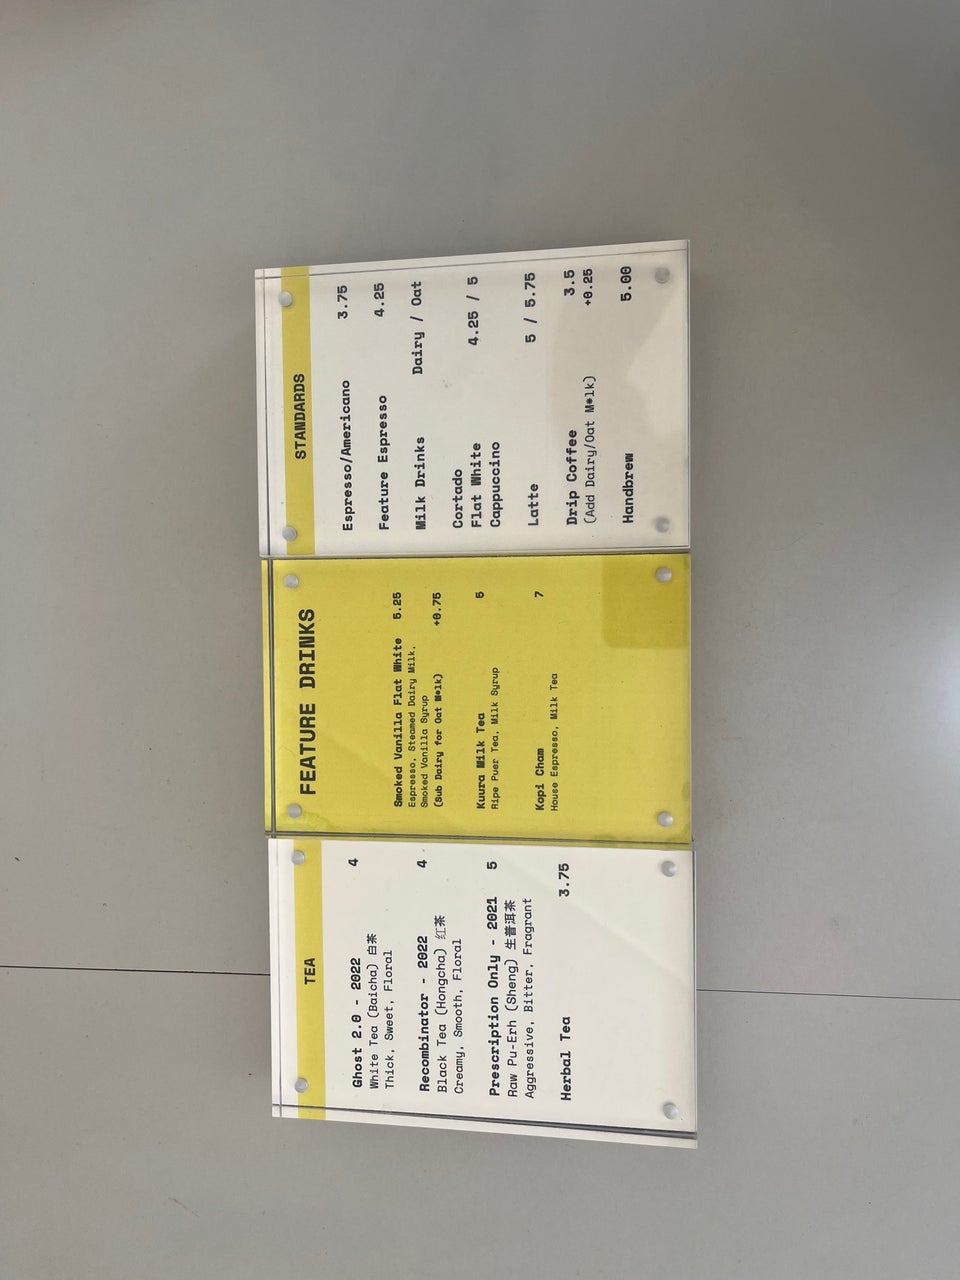 TEA
Ghost 2.0 - 2022 4
White Tea (Baicha) 白茶
Thick, Sweet, Floral
Recombinator - 2022 4
Black Tea (Hongcha) 红茶
Creamy, Smooth, Floral
Prescription Only - 2021 5
Raw Pu-Erh (Sheng) 生普洱茶
Aggressive, Bitter, Fragrant
Herbal Tea 3.75
FEATURE DRINKS
Smoked Vanilla Flat White 5.25
Espresso, Steamed Dairy Milk,
Smoked Vanilla Syrup
(Sub Dairy for Oat M*lk) +0.75
Kuura Milk Tea 5
Ripe Puer Tea, Milk Syrup
Kopi Cham 7
House Espresso, Milk Tea
STANDARDS
Espresso/Americano 3.75
Feature Espresso 4.25
Milk Drinks Dairy / Oat
Cortado
Flat White 4.25 / 5
Cappuccino
Latte 5 / 5.75
Drip Coffee 3.5
(Add Dairy/Oat M*lk) +0.25
Handbrew 5.00